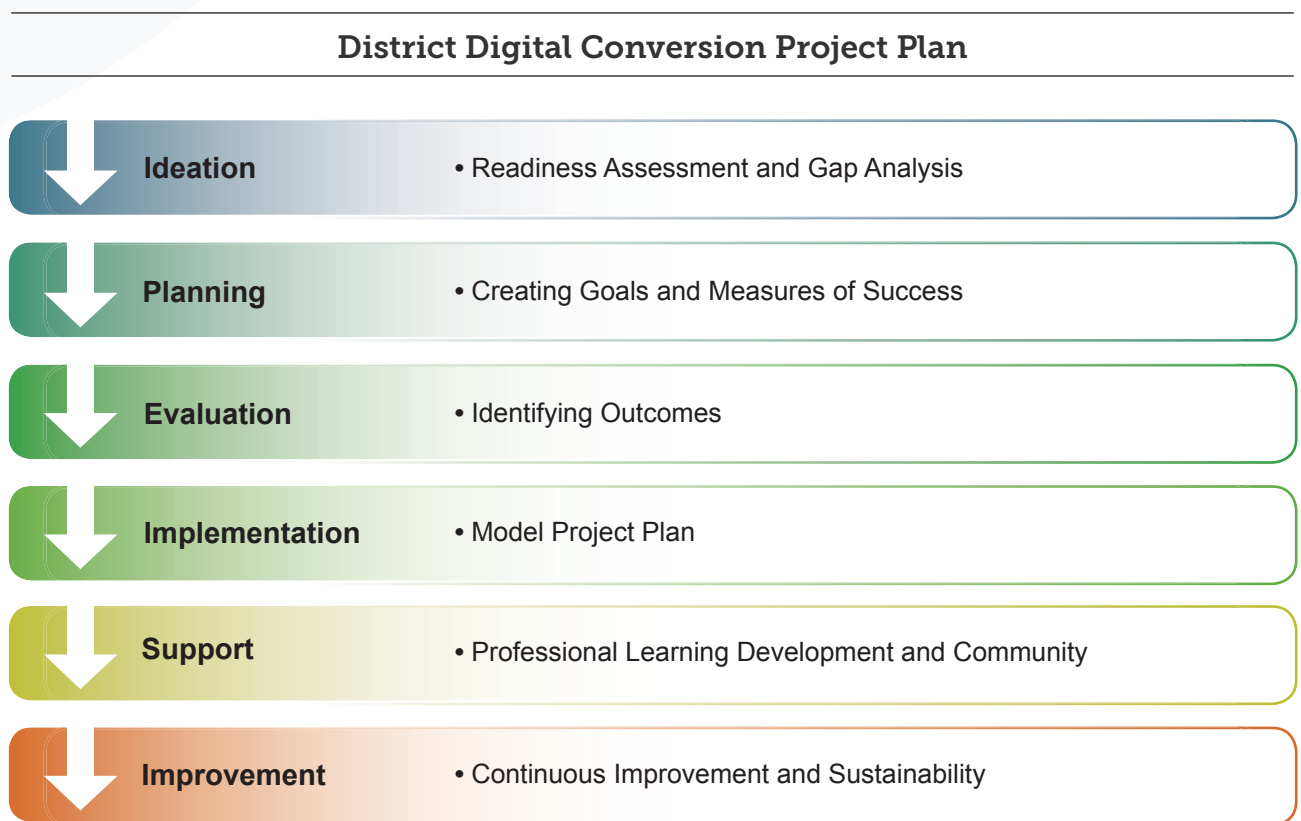 District Digital Conversion Project Plan
Ideation • Readiness Assessment and Gap Analysis
Planning • Creating Goals and Measures of Success
Evaluation • Identifying Outcomes
Implementation • Model Project Plan
Support • Professional Learning Development and Community
Improvement • Continuous Improvement and Sustainability